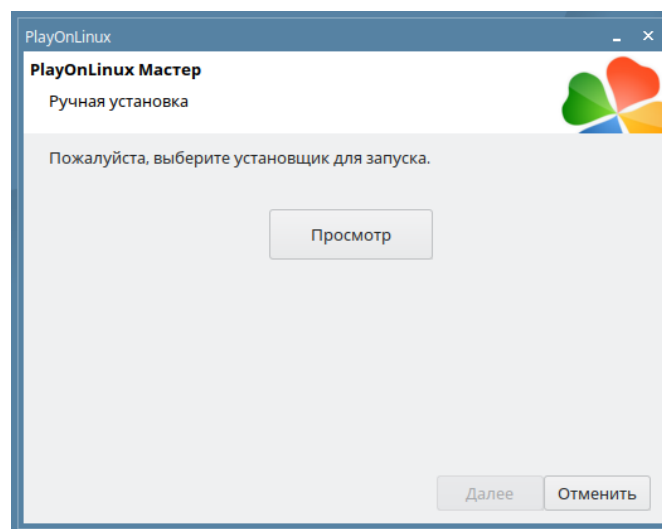 PlayOnLinux
PlayOnLinux Мастер
Ручная установка
Пожалуйста, выберите установщик для запуска.
Просмотр
Далее
Отменить